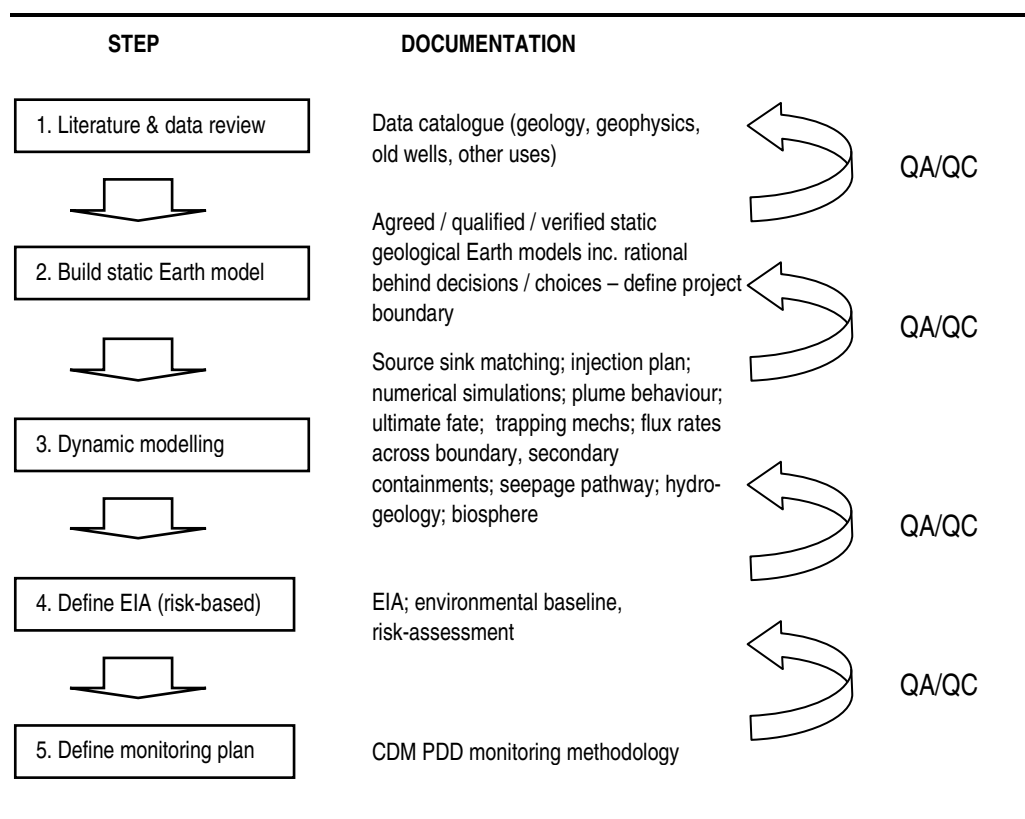 STEP
DOCUMENTATION
1. Literature & data review
Data catalogue (geology, geophysics,
old wells, other uses)
QA/QC
2. Build static Earth model
Agreed / qualified / verified static
geological Earth models inc. rational
behind decisions / choices – define project
boundary
QA/QC
3. Dynamic modelling
Source sink matching; injection plan;
numerical simulations; plume behaviour;
ultimate fate; trapping mechs; flux rates
across boundary, secondary
containments; seepage pathway; hydro-
geology; biosphere
QA/QC
4. Define EIA (risk-based)
EIA; environmental baseline,
risk-assessment
QA/QC
5. Define monitoring plan
CDM PDD monitoring methodology